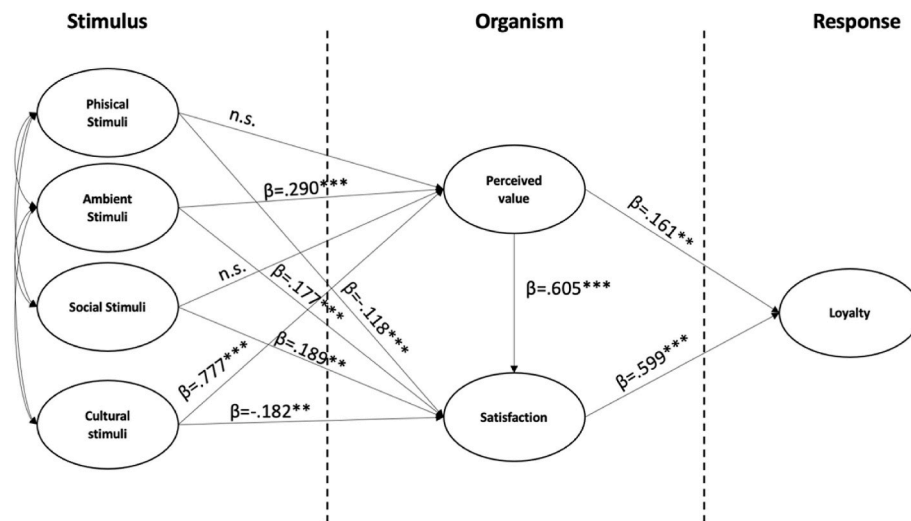 Stimulus
Organism
Response
Phisical
Stimuli
Ambient
Stimuli
Social Stimuli
Cultural
stimuli
n.s.
β=.290***
n.s.
β=.177***
β=-.118***
β=.777***
β=.189**
β=-.182**
Perceived
value
β=.605***
Satisfaction
β=.161**
β=.599***
Loyalty